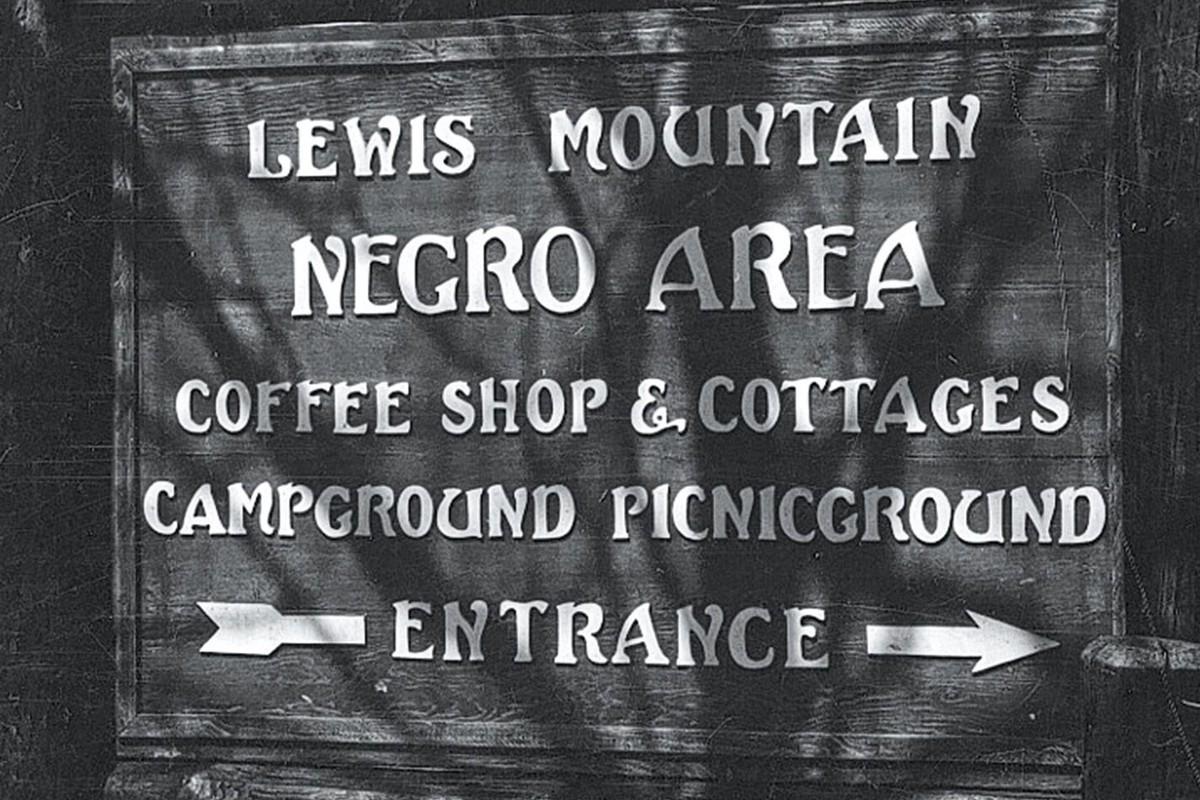 LEWIS MOUNTAIN
NEGRO AREA
COFFEE SHOP & COTTAGES
CAMPGROUND PICNICGROUND
ENTRANCE